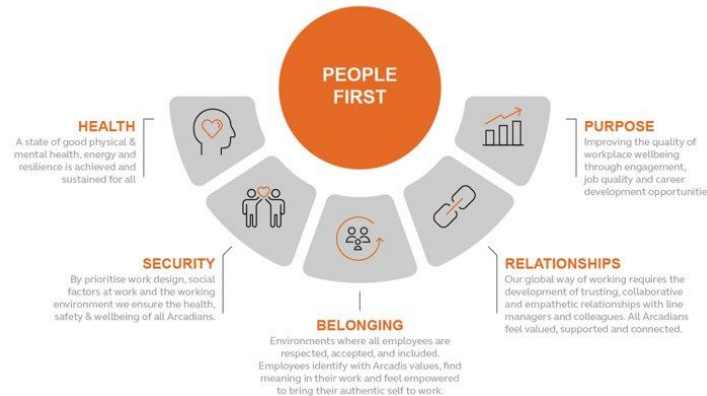 PEOPLE
FIRST
HEALTH
A state of good physical &
mental health, energy and
resilience is achieved and
sustained for all
SECURITY
By prioritise work design, social
factors at work and the working
environment we ensure the health,
safety & wellbeing of all Arcadians.
BELONGING
Environments where all employees are
respected, accepted, and included.
Employees identify with Arcadis values, find
meaning in their work and feel empowered
to bring their authentic self to work.
RELATIONSHIPS
Our global way of working requires the
development of trusting, collaborative
and empathetic relationships with line
managers and colleagues. All Arcadians
feel valued, supported and connected.
PURPOSE
Improving the quality of
workplace wellbeing
through engagement,
job quality and career
development opportunitie